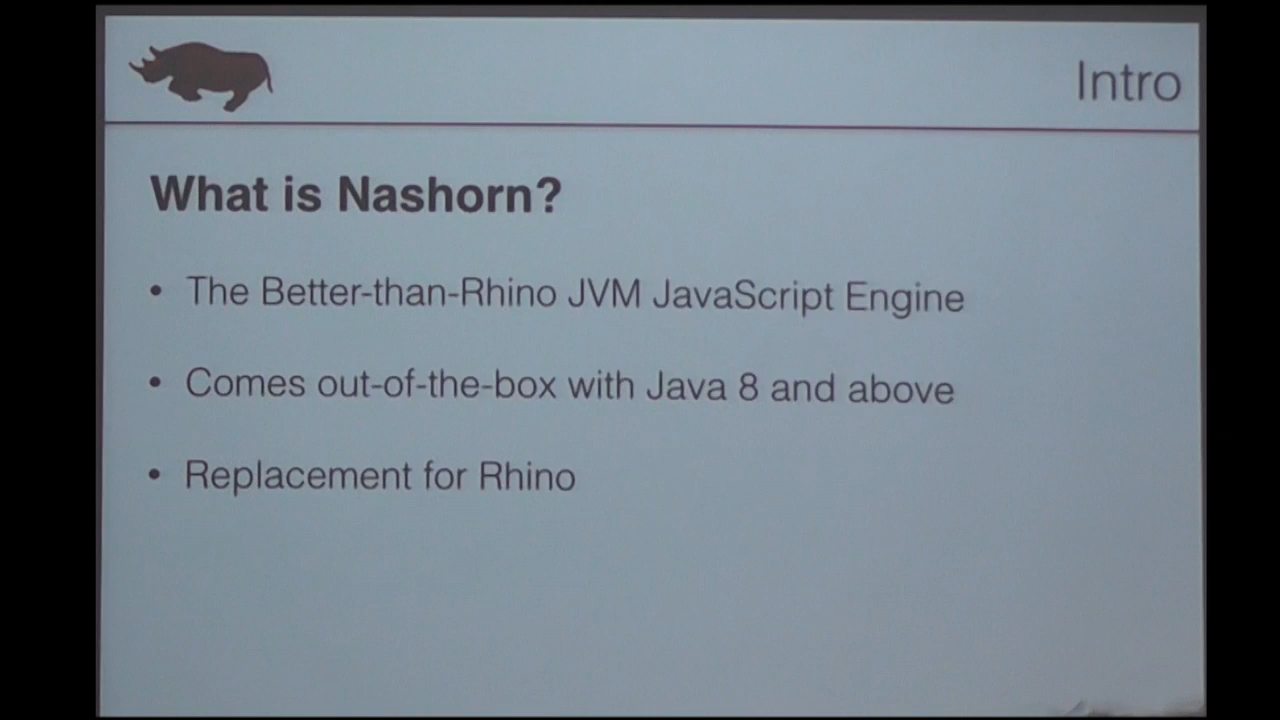 Intro
What is Nashorn?
• The Better-than-Rhino JVM JavaScript Engine
• Comes out-of-the-box with Java 8 and above
• Replacement for Rhino